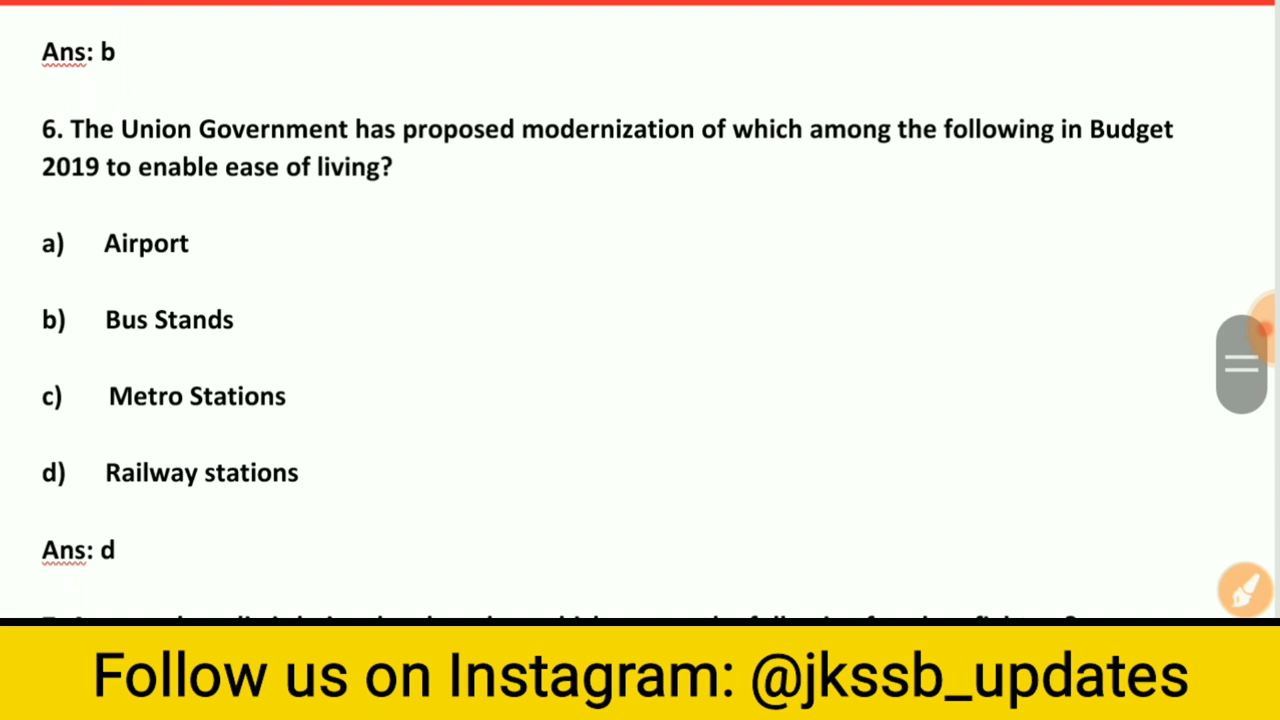 Ans: b
6. The Union Government has proposed modernization of which among the following in Budget
2019 to enable ease of living?
a) Airport
b) Bus Stands
c) Metro Stations
d) Railway stations
Ans: d
Follow us on Instagram: @jkssb_updates